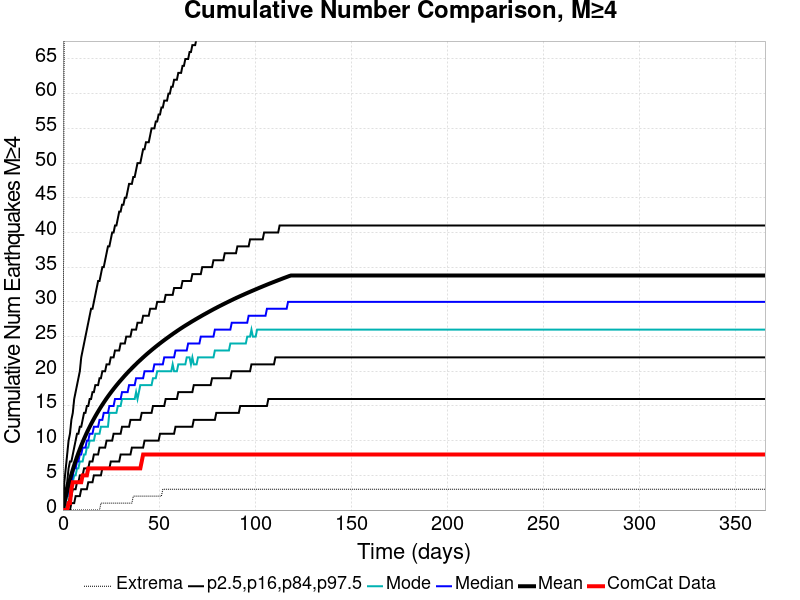 Cumulative Number Comparison, M≥4
Cumulative Num Earthquakes M≥4
65
60
55
50
45
40
35
30
25
20
15
10
5
0
0 50 100 150 200 250 300 350
Time (days)
Extrema p2.5,p16,p84,p97.5 Mode Median Mean ComCat Data